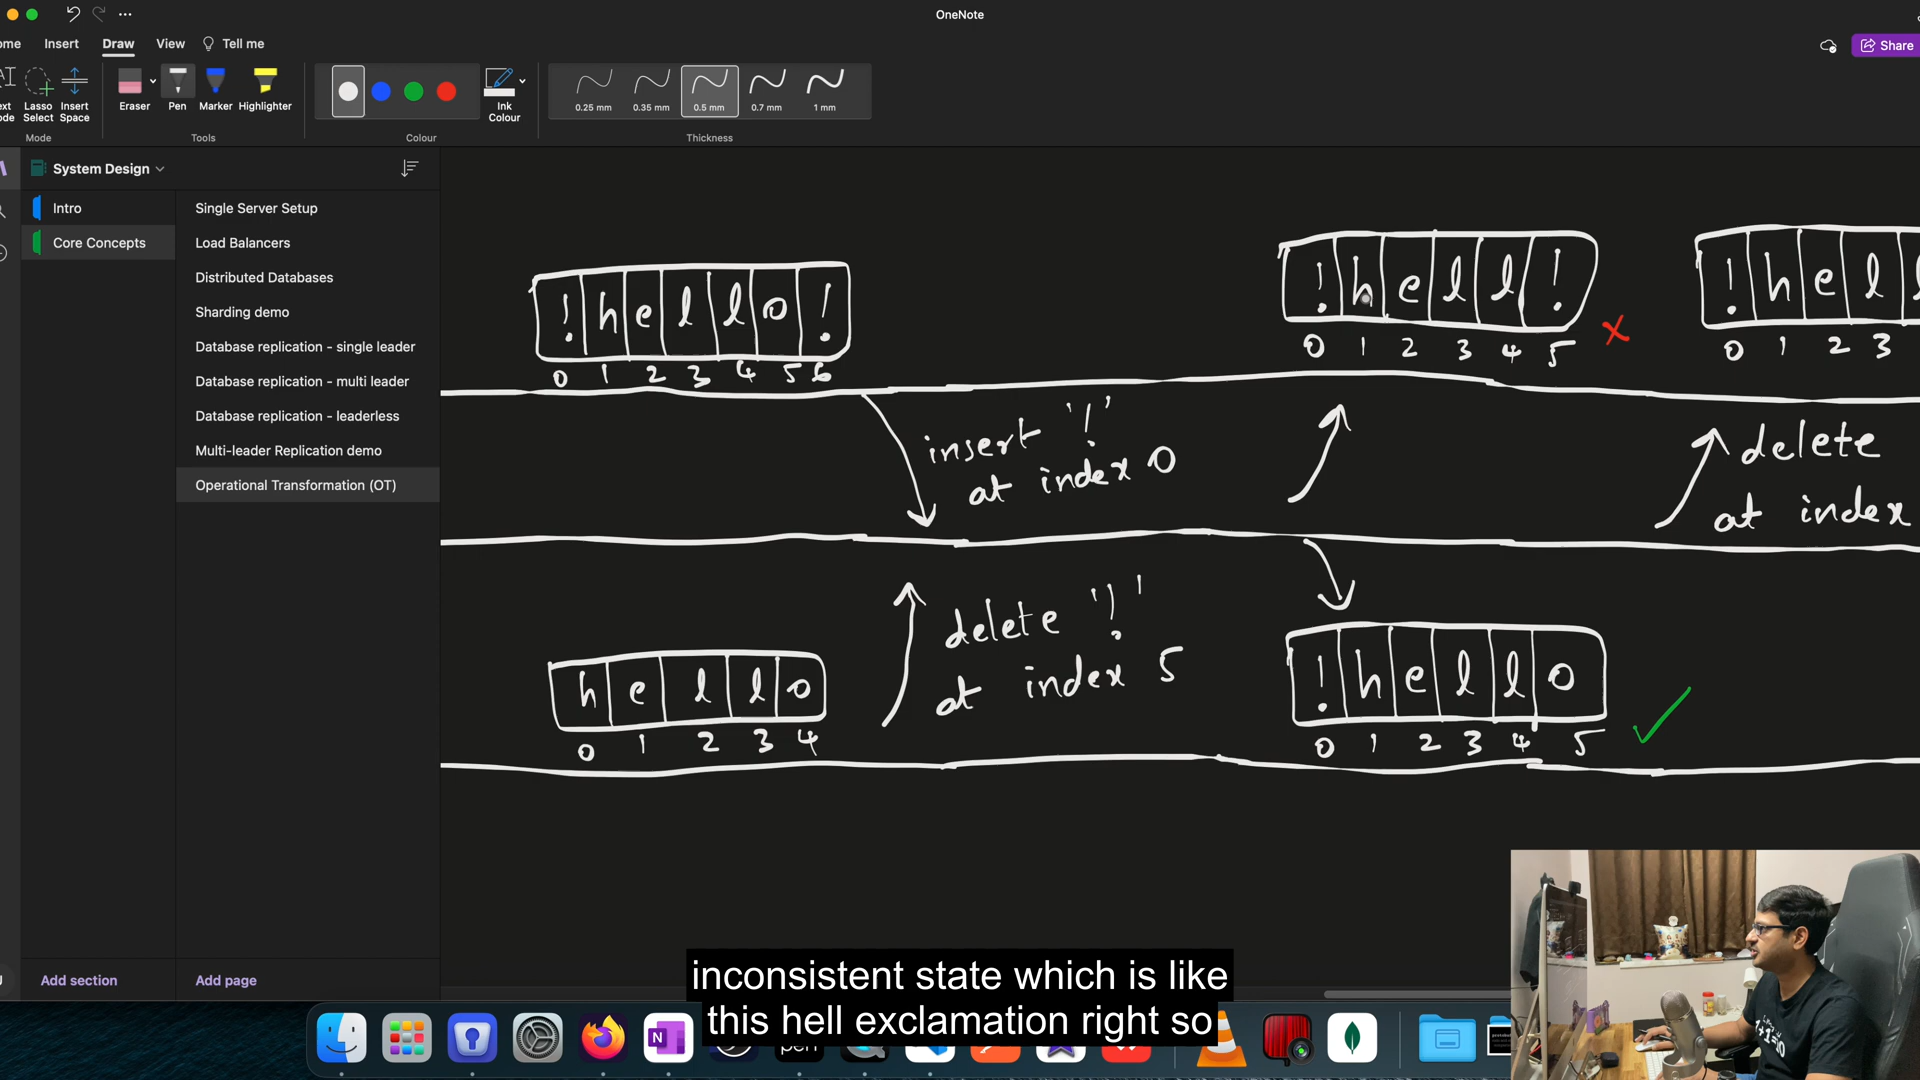 OneNote
ome Insert Draw View Tell me
Share
ext
ode
Lasso
Select
Insert
Space
Eraser
Pen
Marker
Highlighter
Ink
Colour
0.25 mm
0.35 mm
0.5 mm
0.7 mm
1 mm
Mode
Tools
Colour
Thickness
System Design
Intro
Core Concepts
Single Server Setup
Load Balancers
Distributed Databases
Sharding demo
Database replication - single leader
Database replication - multi leader
Database replication - leaderless
Multi-leader Replication demo
Operational Transformation (OT)
Add section
Add page
! h e l l o !
0 1 2 3 4 5 6
! h e l l !
0 1 2 3 4 5
! h e l
0 1 2 3
insert '!'
at index 0
delete
at index
delete '!'
at index 5
h e l l o
0 1 2 3 4
! h e l l o
0 1 2 3 4 5
inconsistent state which is like
this hell exclamation right so